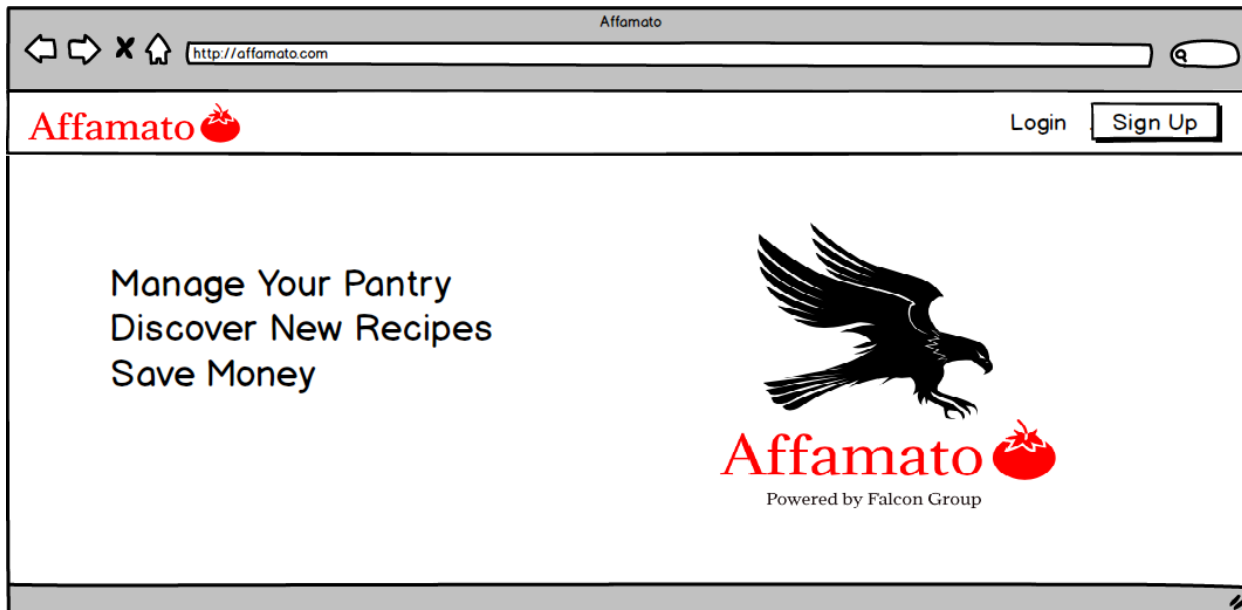 Affamato
http://affamato.com
Affamato
Login
Sign Up
Manage Your Pantry
Discover New Recipes
Save Money
Affamato
Powered by Falcon Group